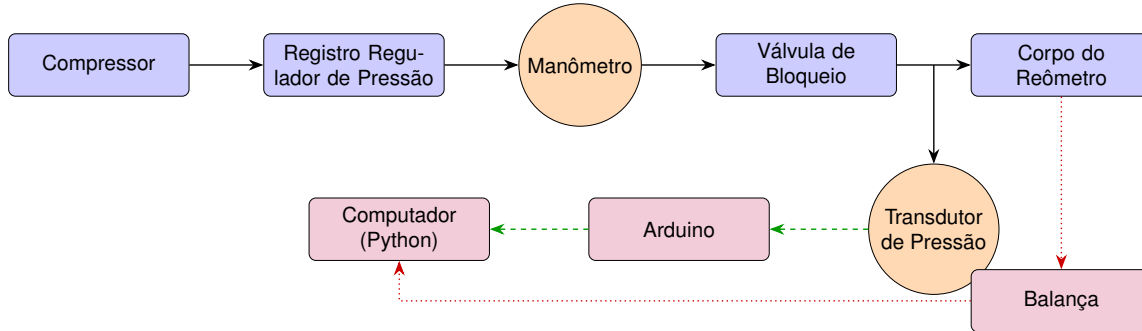 Compressor
Registro Regu-
lador de Pressão
Manômetro
Válvula de
Bloqueio
Corpo do
Reômetro
Computador
(Python)
Arduino
Transdutor
de Pressão
Balança